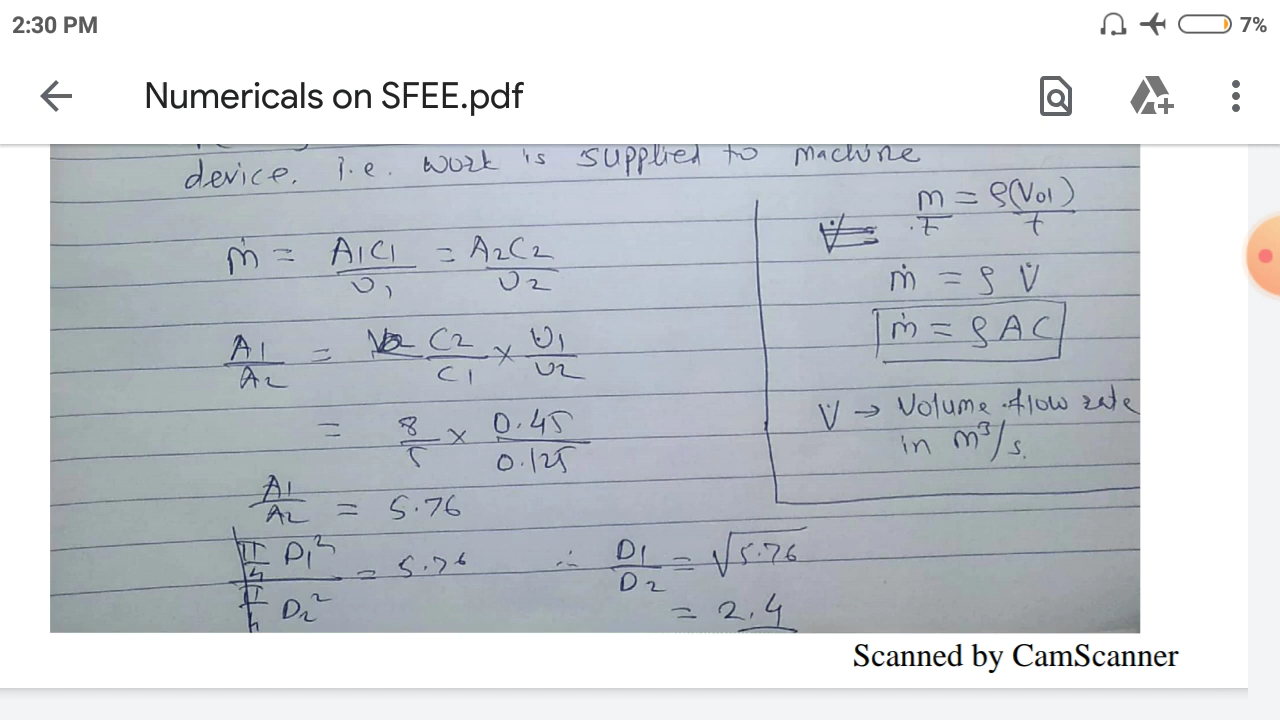 2:30 PM
7%
Numericals on SFEE.pdf
device. i.e. work is supplied to machine
ṁ = A1C1/υ1 = A2C2/υ2
A1/A2 = C2/C1 × υ1/υ2
= 8/5 × 0.45/0.125
A1/A2 = 5.76
π/4 D1² / π/4 D2² = 5.76 ∴ D1/D2 = √5.76
= 2.4
m/t = ρ(Vol)/t
ṁ = ρ V̇
ṁ = ρAC
V̇ → Volume flow rate
in m³/s.
Scanned by CamScanner